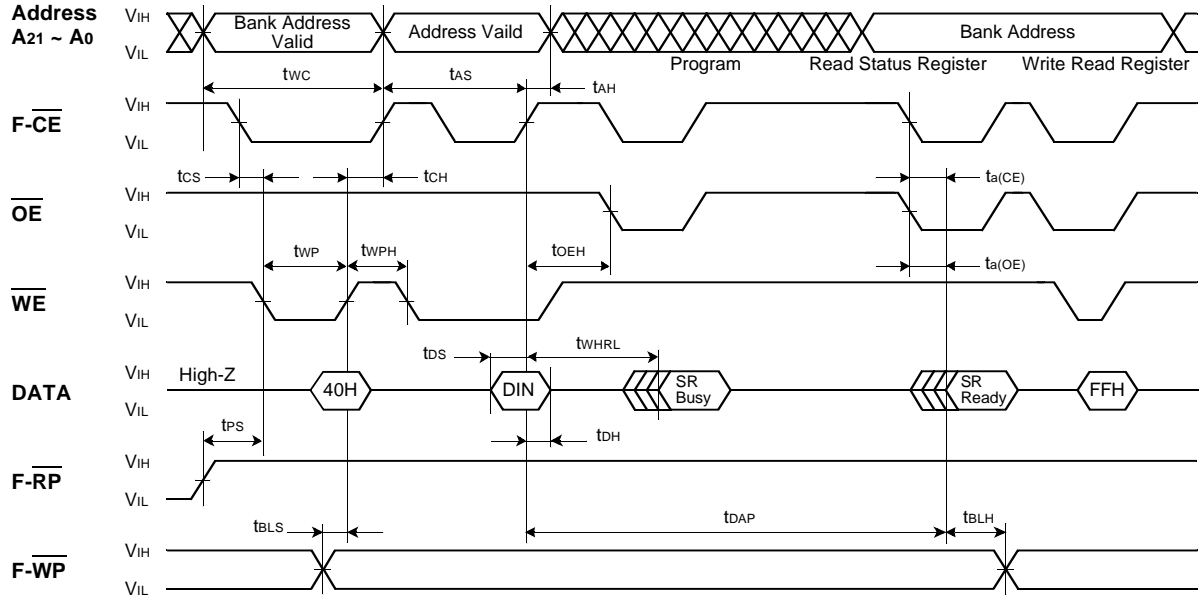 Address
A21 ~ A0
VIH
VIL
Bank Address
Valid
Address Vaild
Bank Address
Program
Read Status Register
Write Read Register
tWC
tAS
tAH
F-CE
VIH
VIL
tCS
tCH
ta(CE)
OE
VIH
VIL
tWP
tWPH
tOEH
ta(OE)
WE
VIH
VIL
tDS
tWHRL
DATA
VIH
VIL
High-Z
40H
DIN
SR
Busy
SR
Ready
FFH
tPS
tDH
F-RP
VIH
VIL
tBLS
tDAP
tBLH
F-WP
VIH
VIL